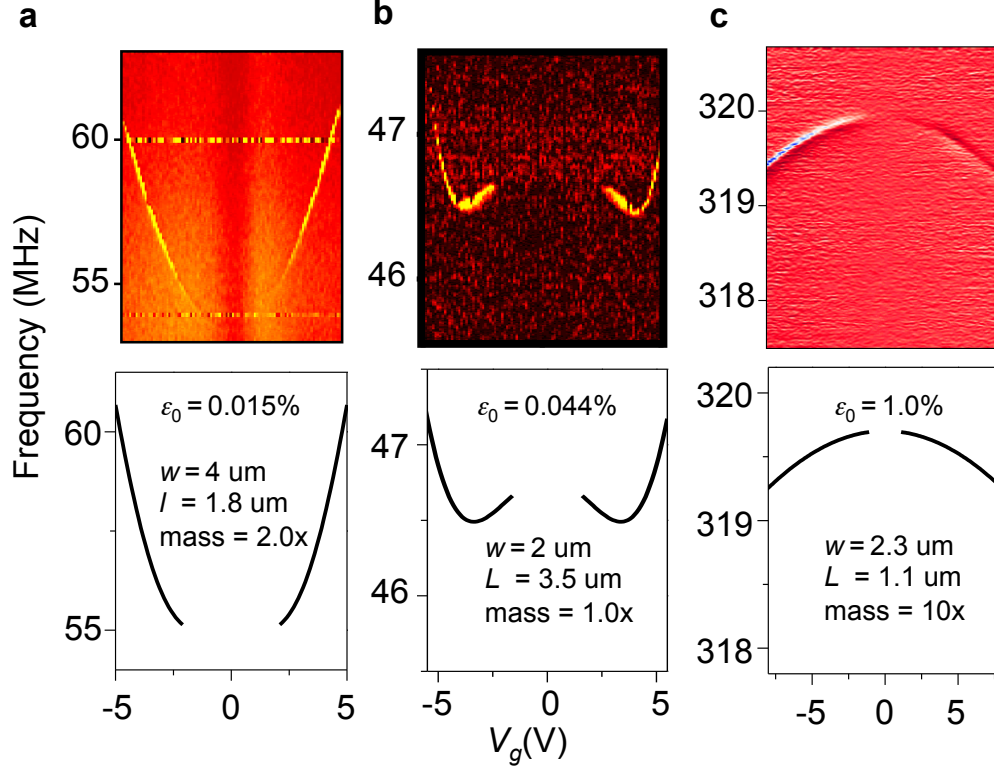 a
b
c
60
55
47
46
320
319
318
Frequency (MHz)
ε₀ = 0.015%
w = 4 um
l = 1.8 um
mass = 2.0x
60
55
-5
0
5
ε₀ = 0.044%
w = 2 um
L = 3.5 um
mass = 1.0x
47
46
-5
0
5
ε₀ = 1.0%
w = 2.3 um
L = 1.1 um
mass = 10x
320
319
318
-5
0
5
V_g(V)